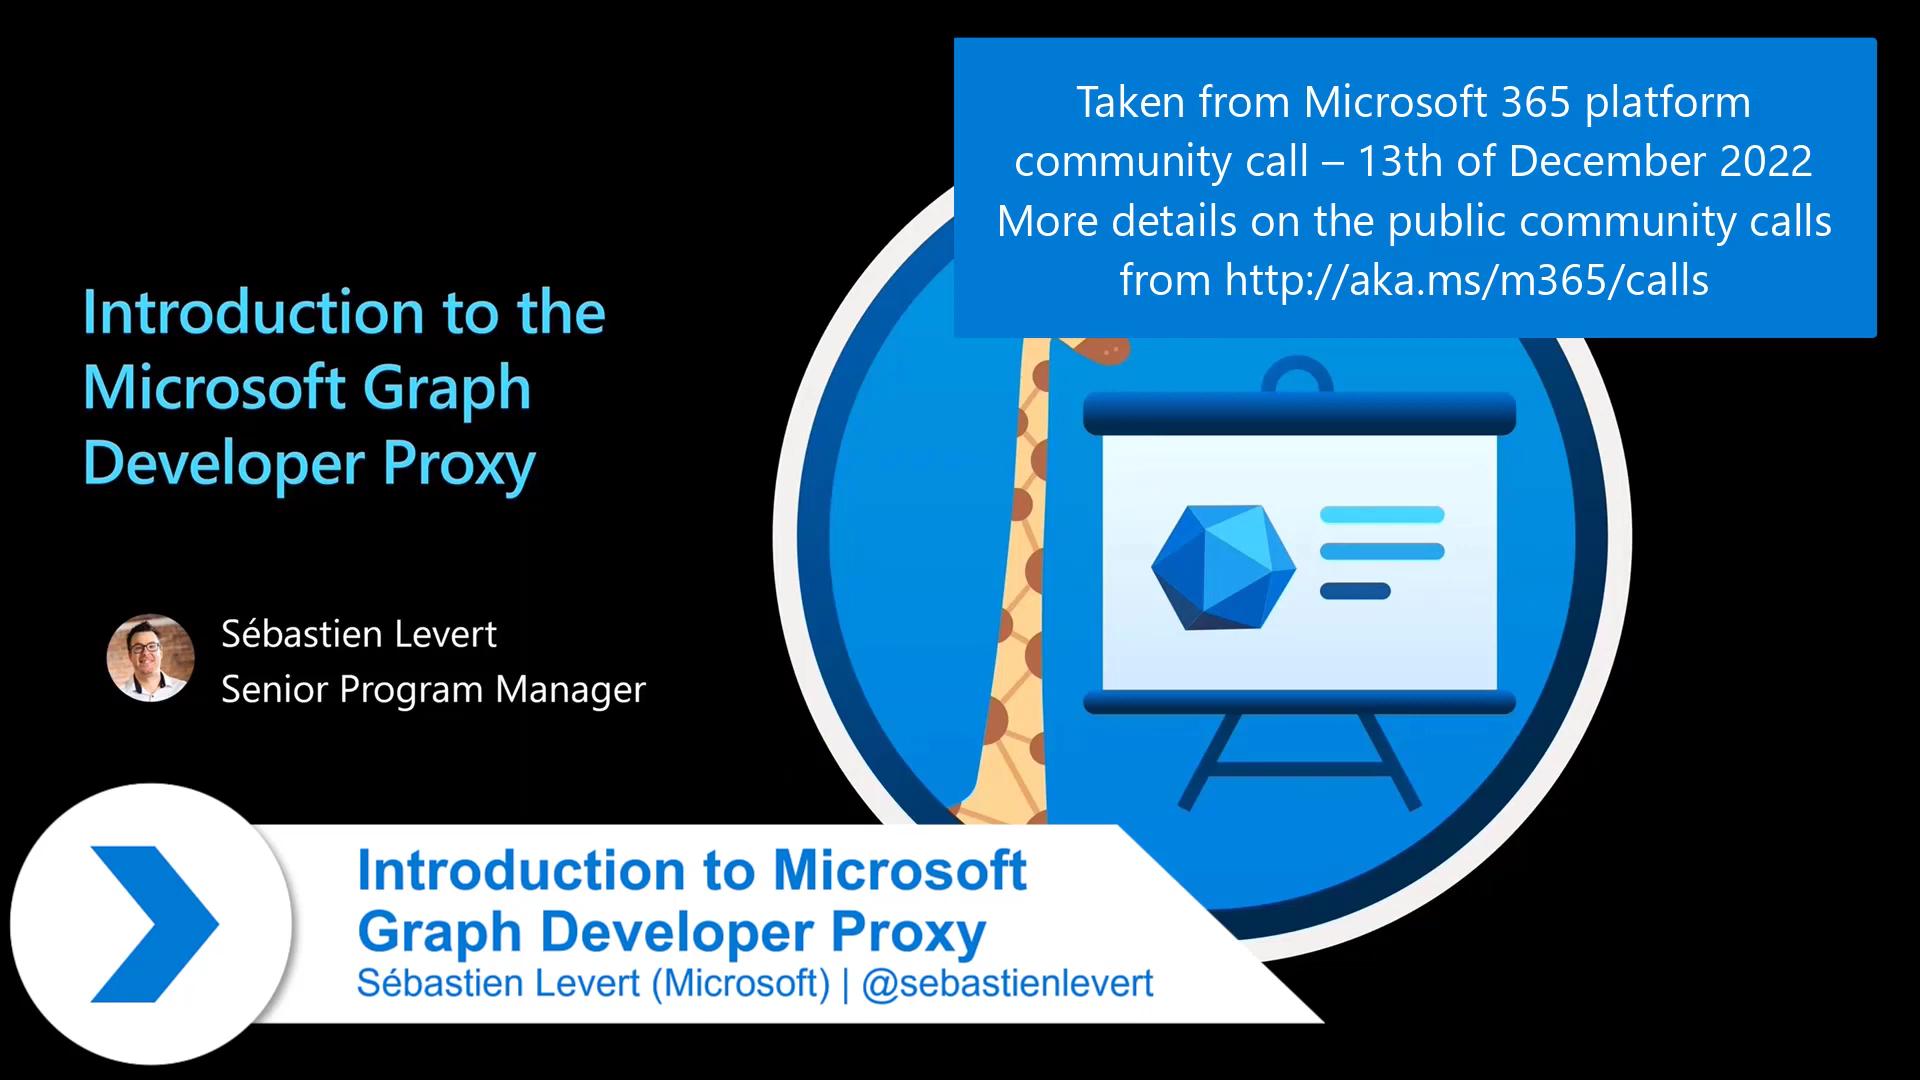 Taken from Microsoft 365 platform
community call – 13th of December 2022
More details on the public community calls
from http://aka.ms/m365/calls
Introduction to the
Microsoft Graph
Developer Proxy
Sébastien Levert
Senior Program Manager
Introduction to Microsoft
Graph Developer Proxy
Sébastien Levert (Microsoft) | @sebastienlevert